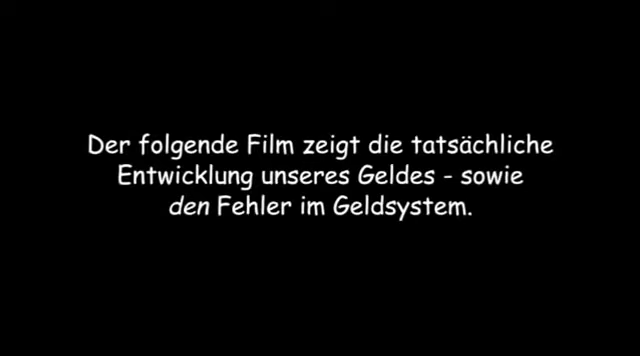 Der folgende Film zeigt die tatsächliche
Entwicklung unseres Geldes - sowie
den Fehler im Geldsystem.